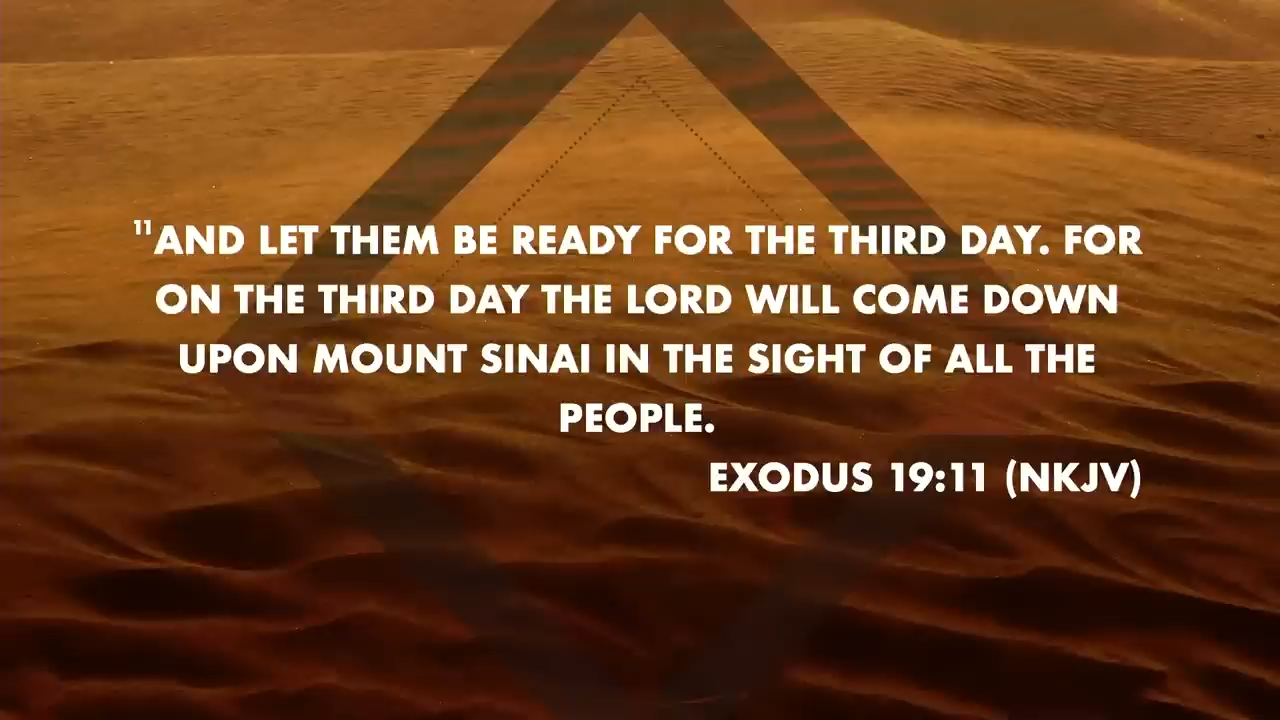 ¹¹AND LET THEM BE READY FOR THE THIRD DAY. FOR
ON THE THIRD DAY THE LORD WILL COME DOWN
UPON MOUNT SINAI IN THE SIGHT OF ALL THE
PEOPLE.
EXODUS 19:11 (NKJV)